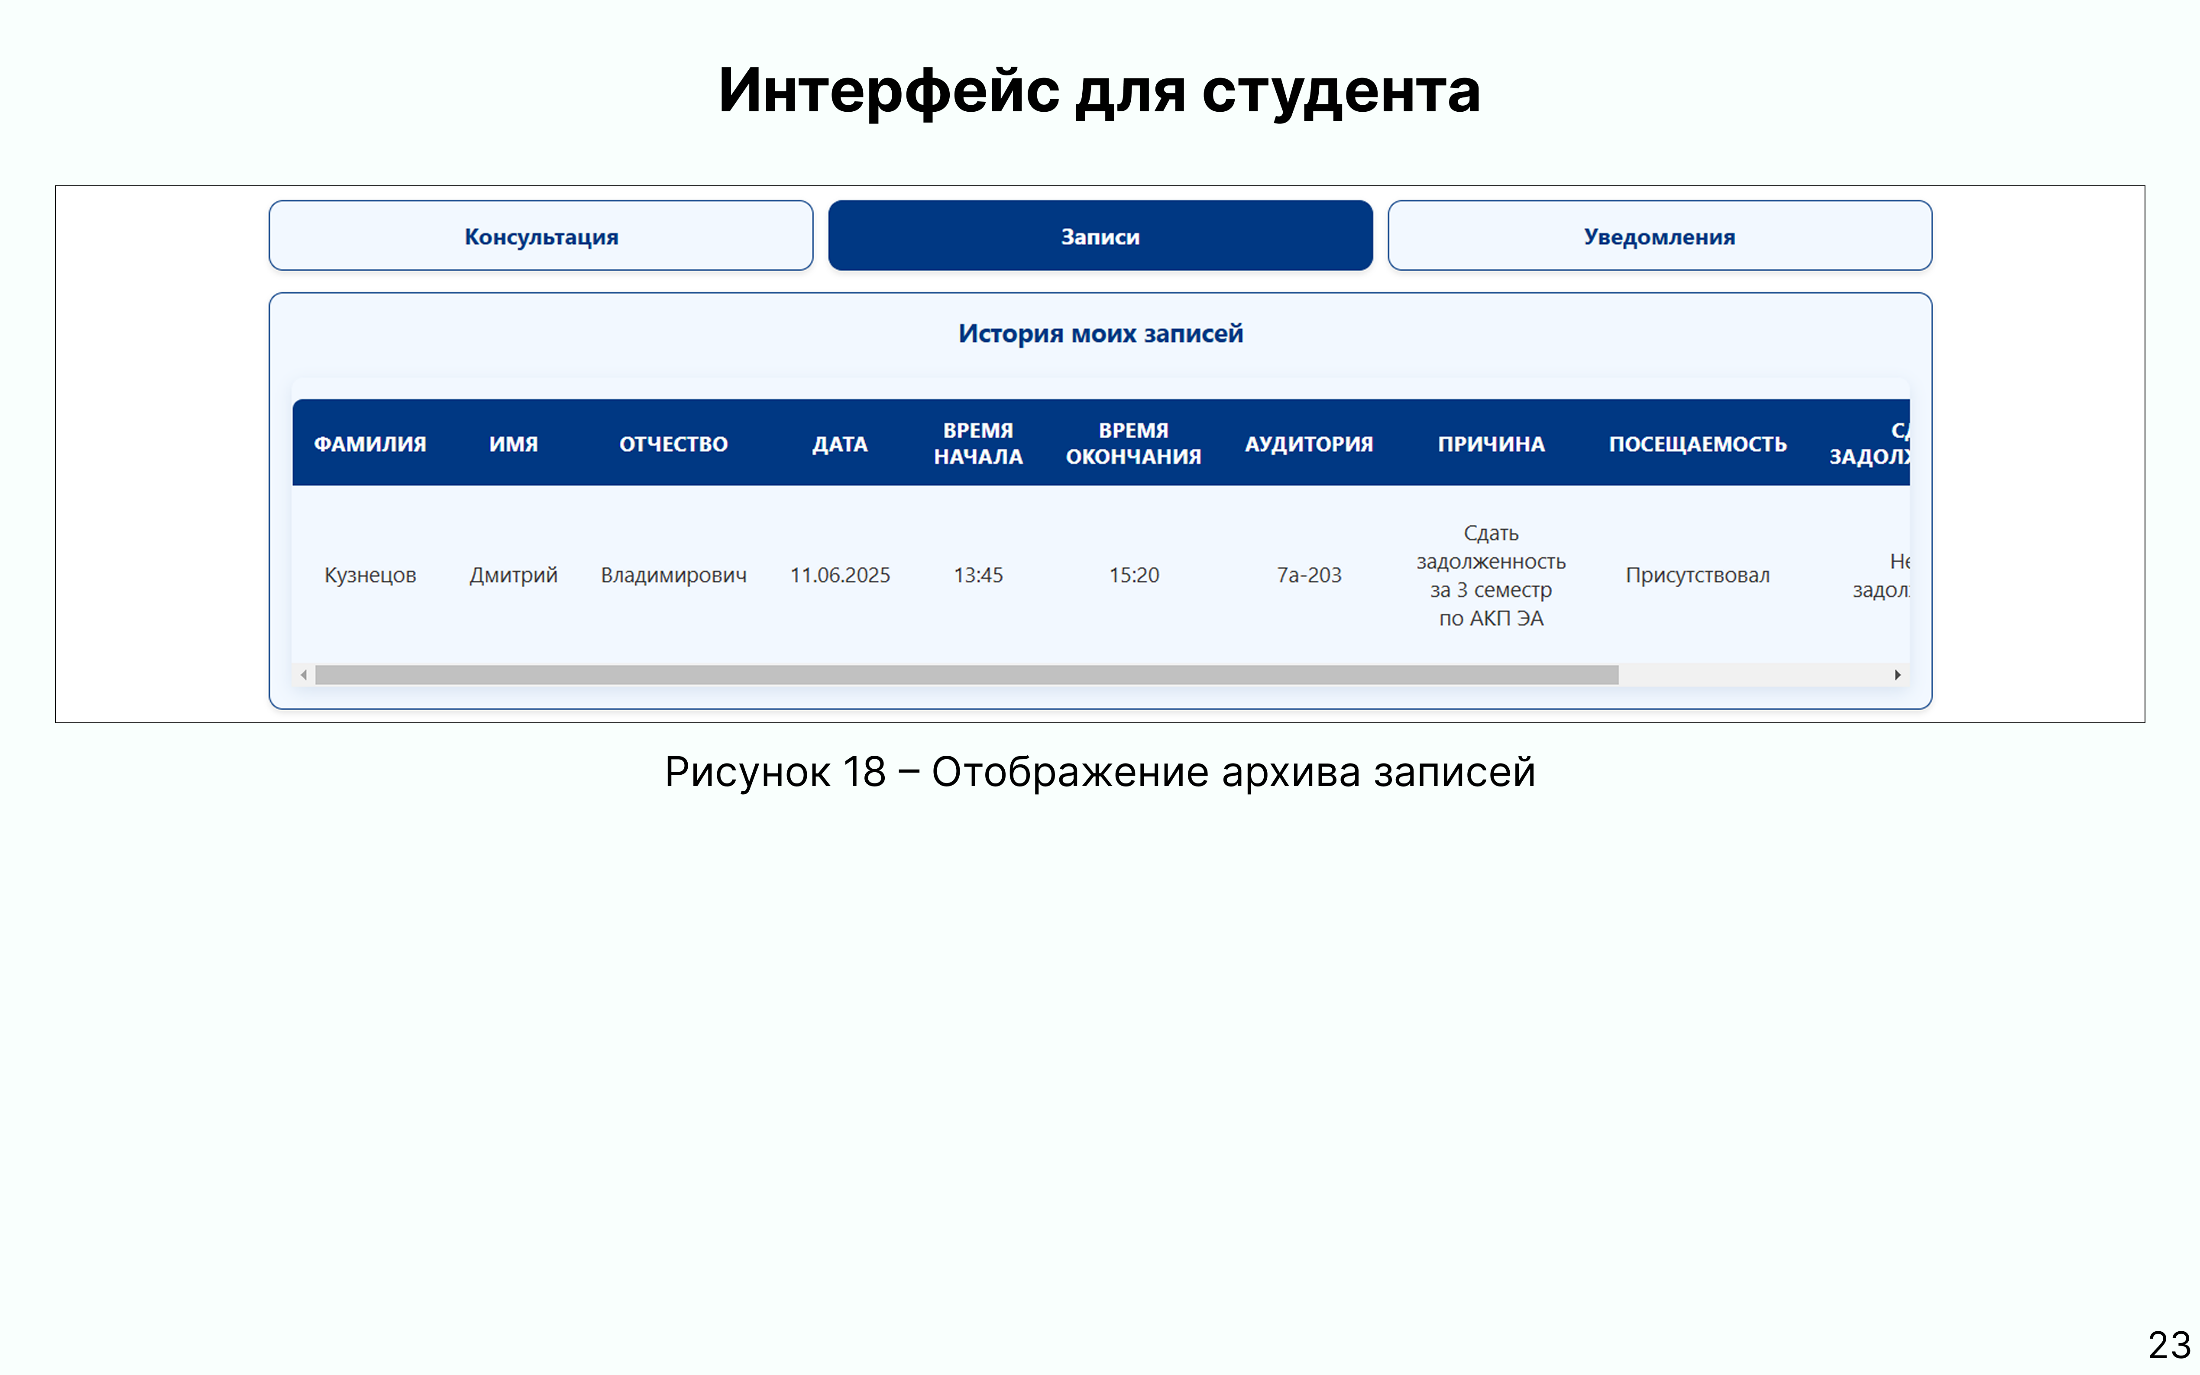 Интерфейс для студента
Консультация Записи Уведомления
История моих записей
ФАМИЛИЯ ИМЯ ОТЧЕСТВО ДАТА ВРЕМЯ НАЧАЛА ВРЕМЯ ОКОНЧАНИЯ АУДИТОРИЯ ПРИЧИНА ПОСЕЩАЕМОСТЬ
Кузнецов Дмитрий Владимирович 11.06.2025 13:45 15:20 7а-203 Сдать задолженность за 3 семестр по АКП ЭА Присутствовал
Рисунок 18 – Отображение архива записей
23